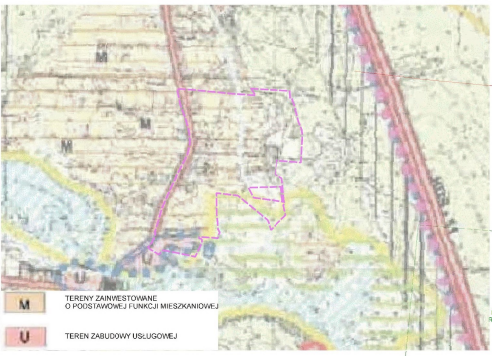 M
M
M
U
U
M
TERENY ZAINWESTOWANE
O PODSTAWOWEJ FUNKCJI MIESZKANIOWEJ
U
TEREN ZABUDOWY USŁUGOWEJ